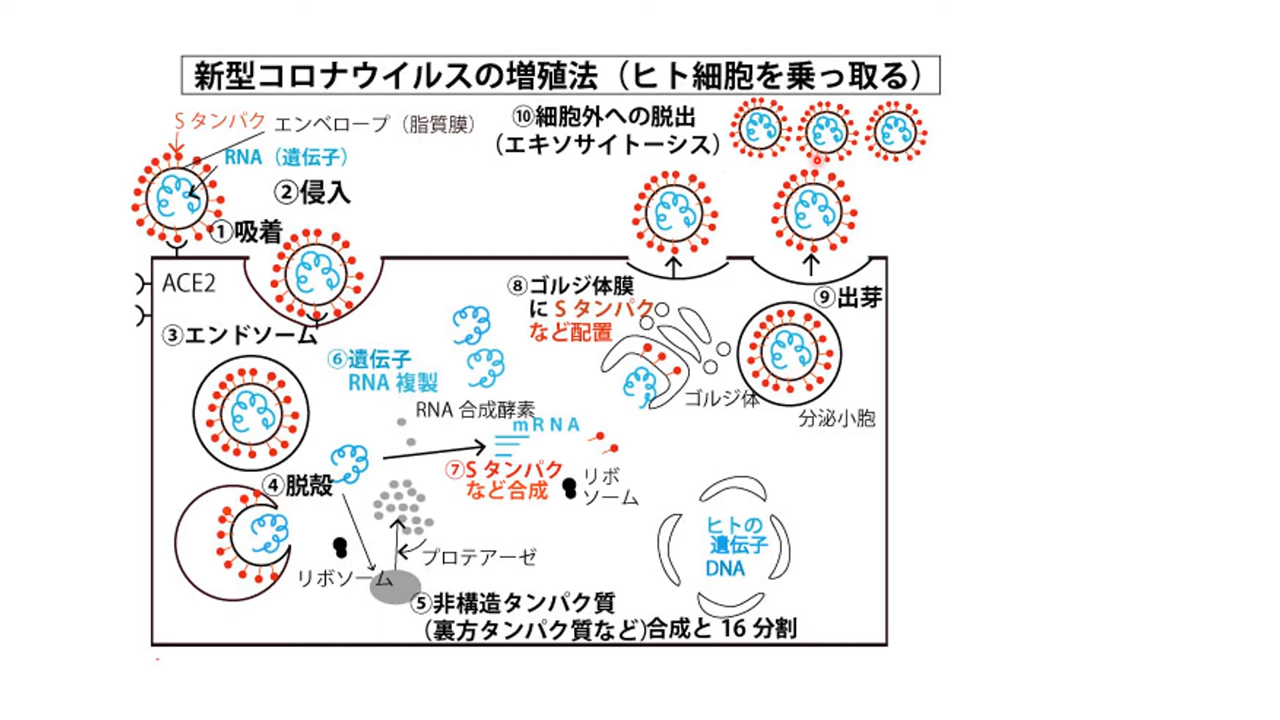 新型コロナウイルスの増殖法（ヒト細胞を乗っ取る）
Sタンパク
エンベロープ（脂質膜）
RNA（遺伝子）
②侵入
①吸着
ACE2
③エンドソーム
④脱殻
リボソーム
⑤非構造タンパク質
（裏方タンパク質など）合成と16分割
プロテアーゼ
⑥遺伝子
RNA複製
RNA合成酵素
mRNA
⑦Sタンパク
など合成
リボ
ソーム
⑧ゴルジ体膜
にSタンパク
など配置
ゴルジ体
⑨出芽
分泌小胞
⑩細胞外への脱出
（エキソサイトーシス）
ヒトの
遺伝子
DNA